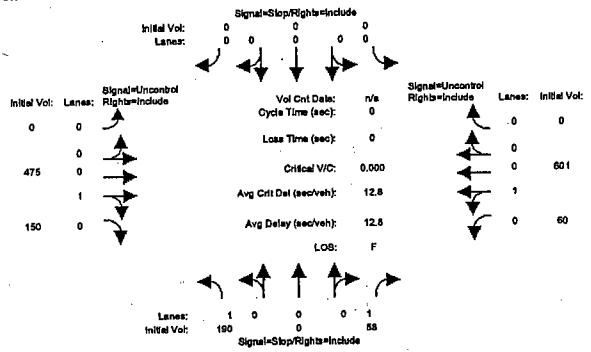 Signal=Stop/Rights=Include
Initial Vol: 0 0 0
Lanes: 0 0 0 0 0
Signal=Uncontrol
Initial Vol: Lanes: Rights=Include
Vol Cnt Date: n/a
Signal=Uncontrol
Rights=Include Lanes: Initial Vol:
Cycle Time (sec): 0
0 0
0 0
Loss Time (sec): 0
0
0
475 0
Critical V/C: 0.000
0 601
1
Avg Crit Del (sec/veh): 12.8
1
150 0
Avg Delay (sec/veh): 12.8
0 60
LOS: F
Lanes: 1 0 0 0 1
Initial Vol: 190 0 58
Signal=Stop/Rights=Include